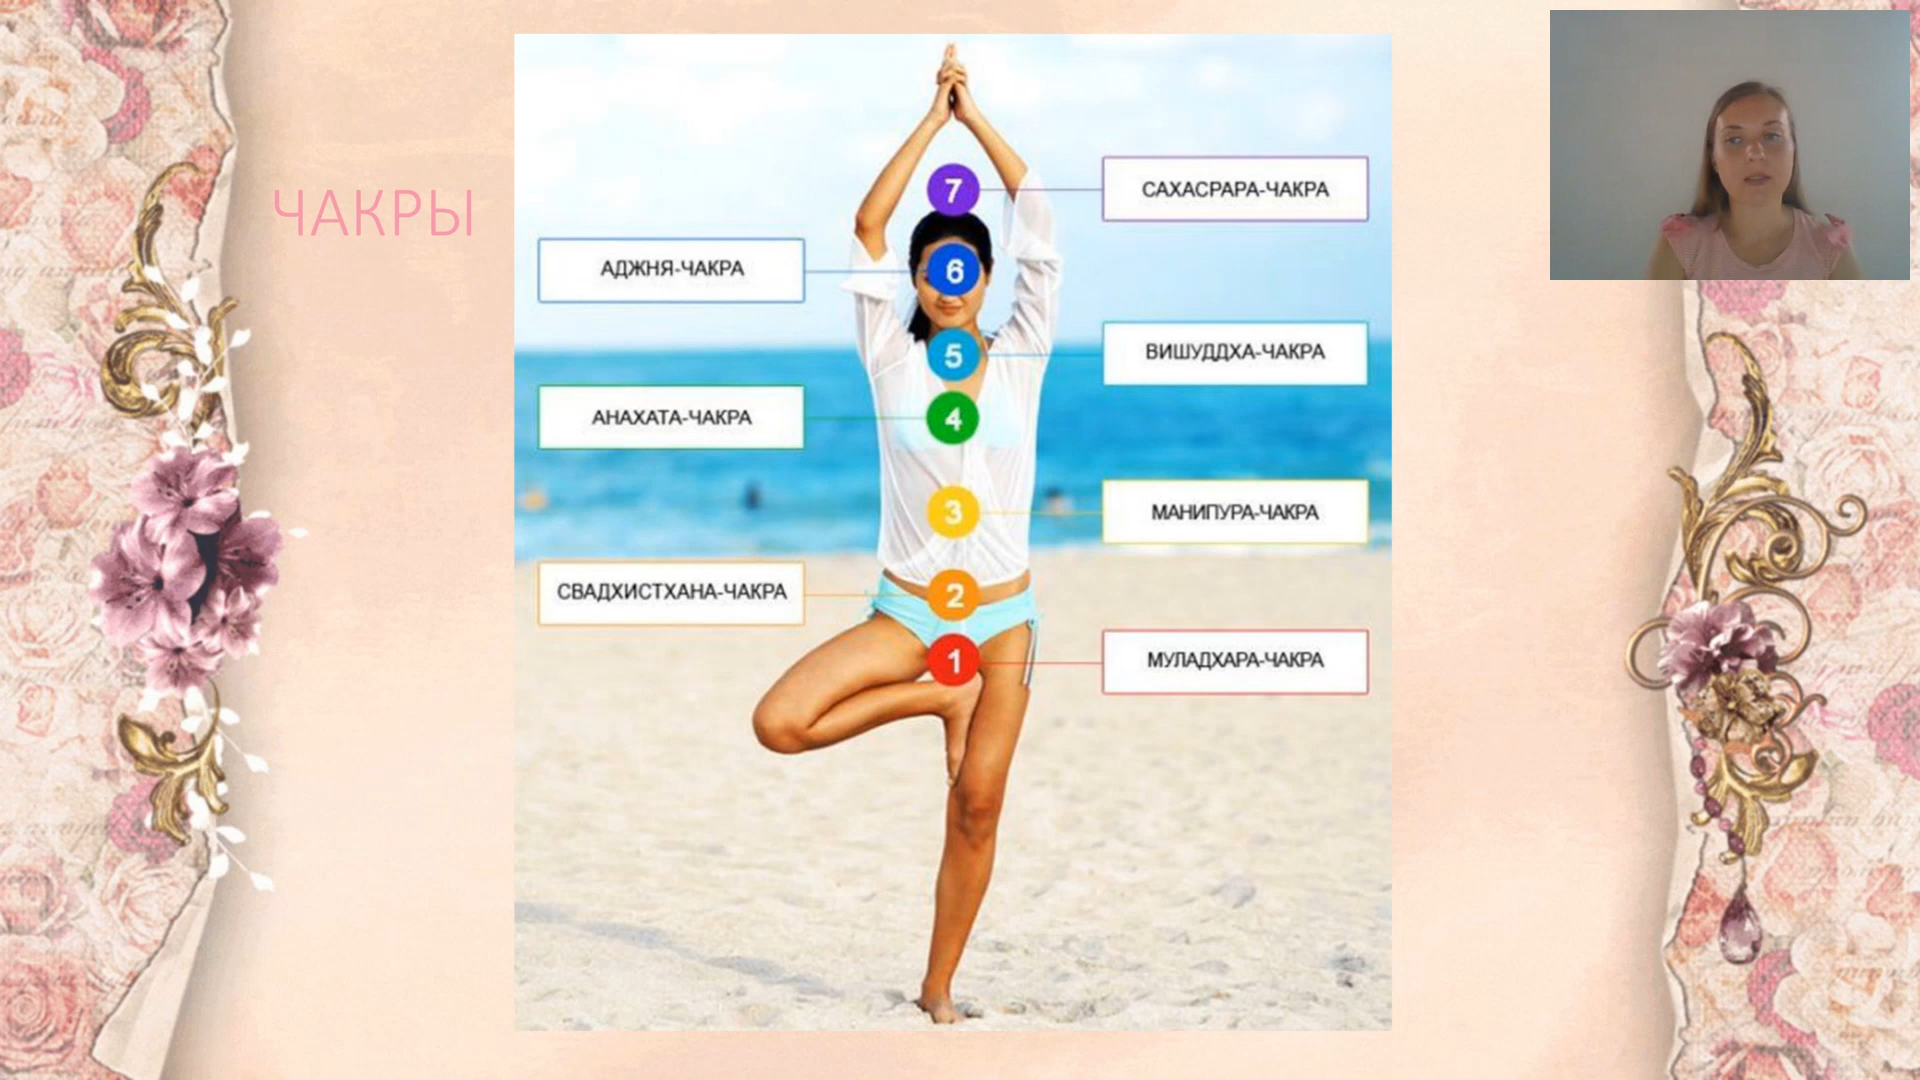 ЧАКРЫ
7
САХАСРАРА-ЧАКРА
АДЖНЯ-ЧАКРА
6
5
ВИШУДДХА-ЧАКРА
АНАХАТА-ЧАКРА
4
3
МАНИПУРА-ЧАКРА
СВАДХИСТХАНА-ЧАКРА
2
1
МУЛАДХАРА-ЧАКРА